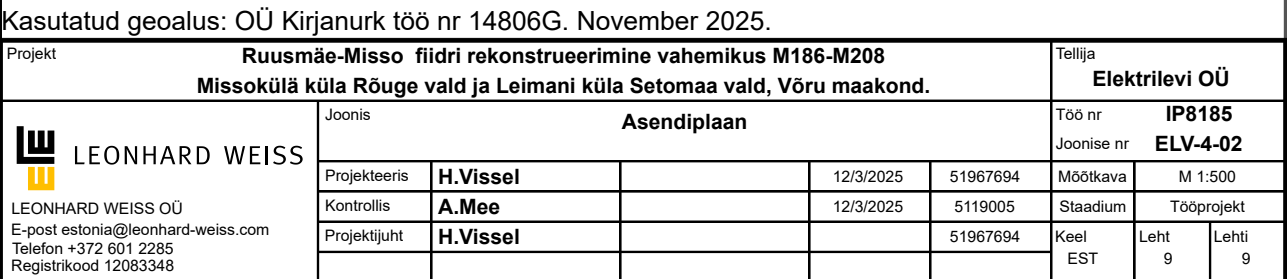 Kasutatud geoalus: OÜ Kirjanurk töö nr 14806G. November 2025.
Projekt
Ruusmäe-Misso fiidri rekonstrueerimine vahemikus M186-M208
Missokülä küla Rõuge vald ja Leimani küla Setomaa vald, Võru maakond.
Tellija
Elektrilevi OÜ
LEONHARD WEISS
LEONHARD WEISS OÜ
E-post estonia@leonhard-weiss.com
Telefon +372 601 2285
Registrikood 12083348
Joonis
Asendiplaan
Töö nr IP8185
Joonise nr ELV-4-02
Projekteeris H.Vissel 12/3/2025 51967694 Mõõtkava M 1:500
Kontrollis A.Mee 12/3/2025 5119005 Staadium Tööprojekt
Projektijuht H.Vissel 51967694
Keel Leht Lehti
EST 9 9